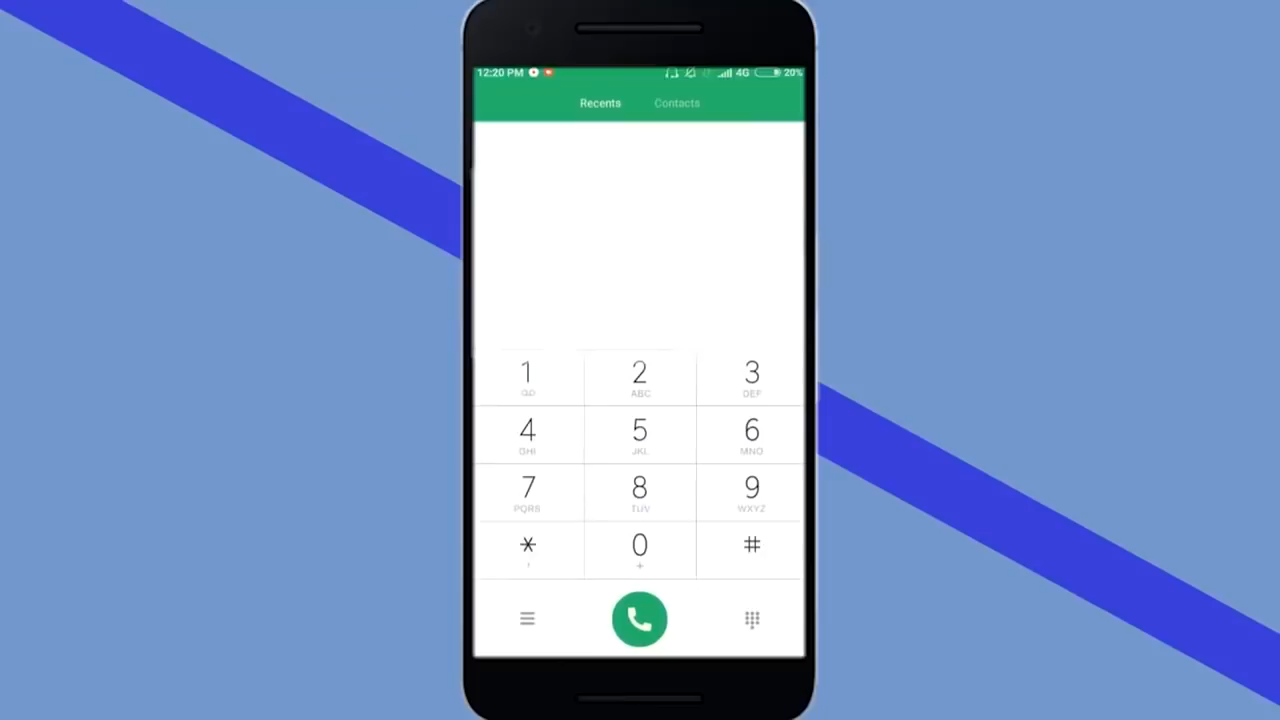 12:20 PM 4G 20%
Recents Contacts
1 2 3
ABC DEF
4 5 6
GHI JKL MNO
7 8 9
PQRS TUV WXYZ
* 0 #
, +